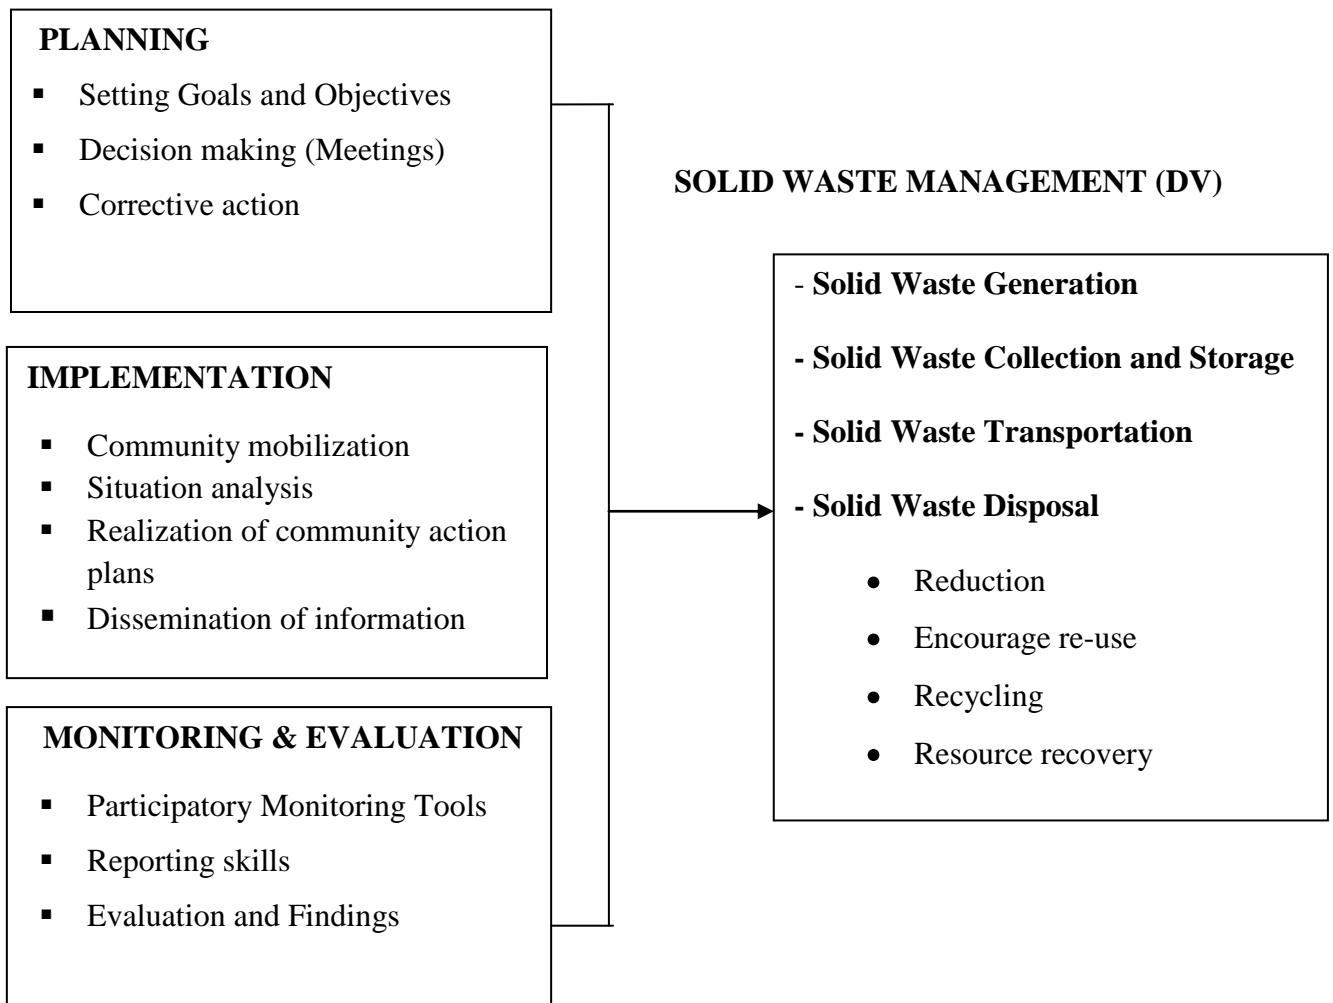 PLANNING
▪ Setting Goals and Objectives
▪ Decision making (Meetings)
▪ Corrective action
IMPLEMENTATION
▪ Community mobilization
▪ Situation analysis
▪ Realization of community action
plans
▪ Dissemination of information
MONITORING & EVALUATION
▪ Participatory Monitoring Tools
▪ Reporting skills
▪ Evaluation and Findings
SOLID WASTE MANAGEMENT (DV)
- Solid Waste Generation
- Solid Waste Collection and Storage
- Solid Waste Transportation
- Solid Waste Disposal
• Reduction
• Encourage re-use
• Recycling
• Resource recovery